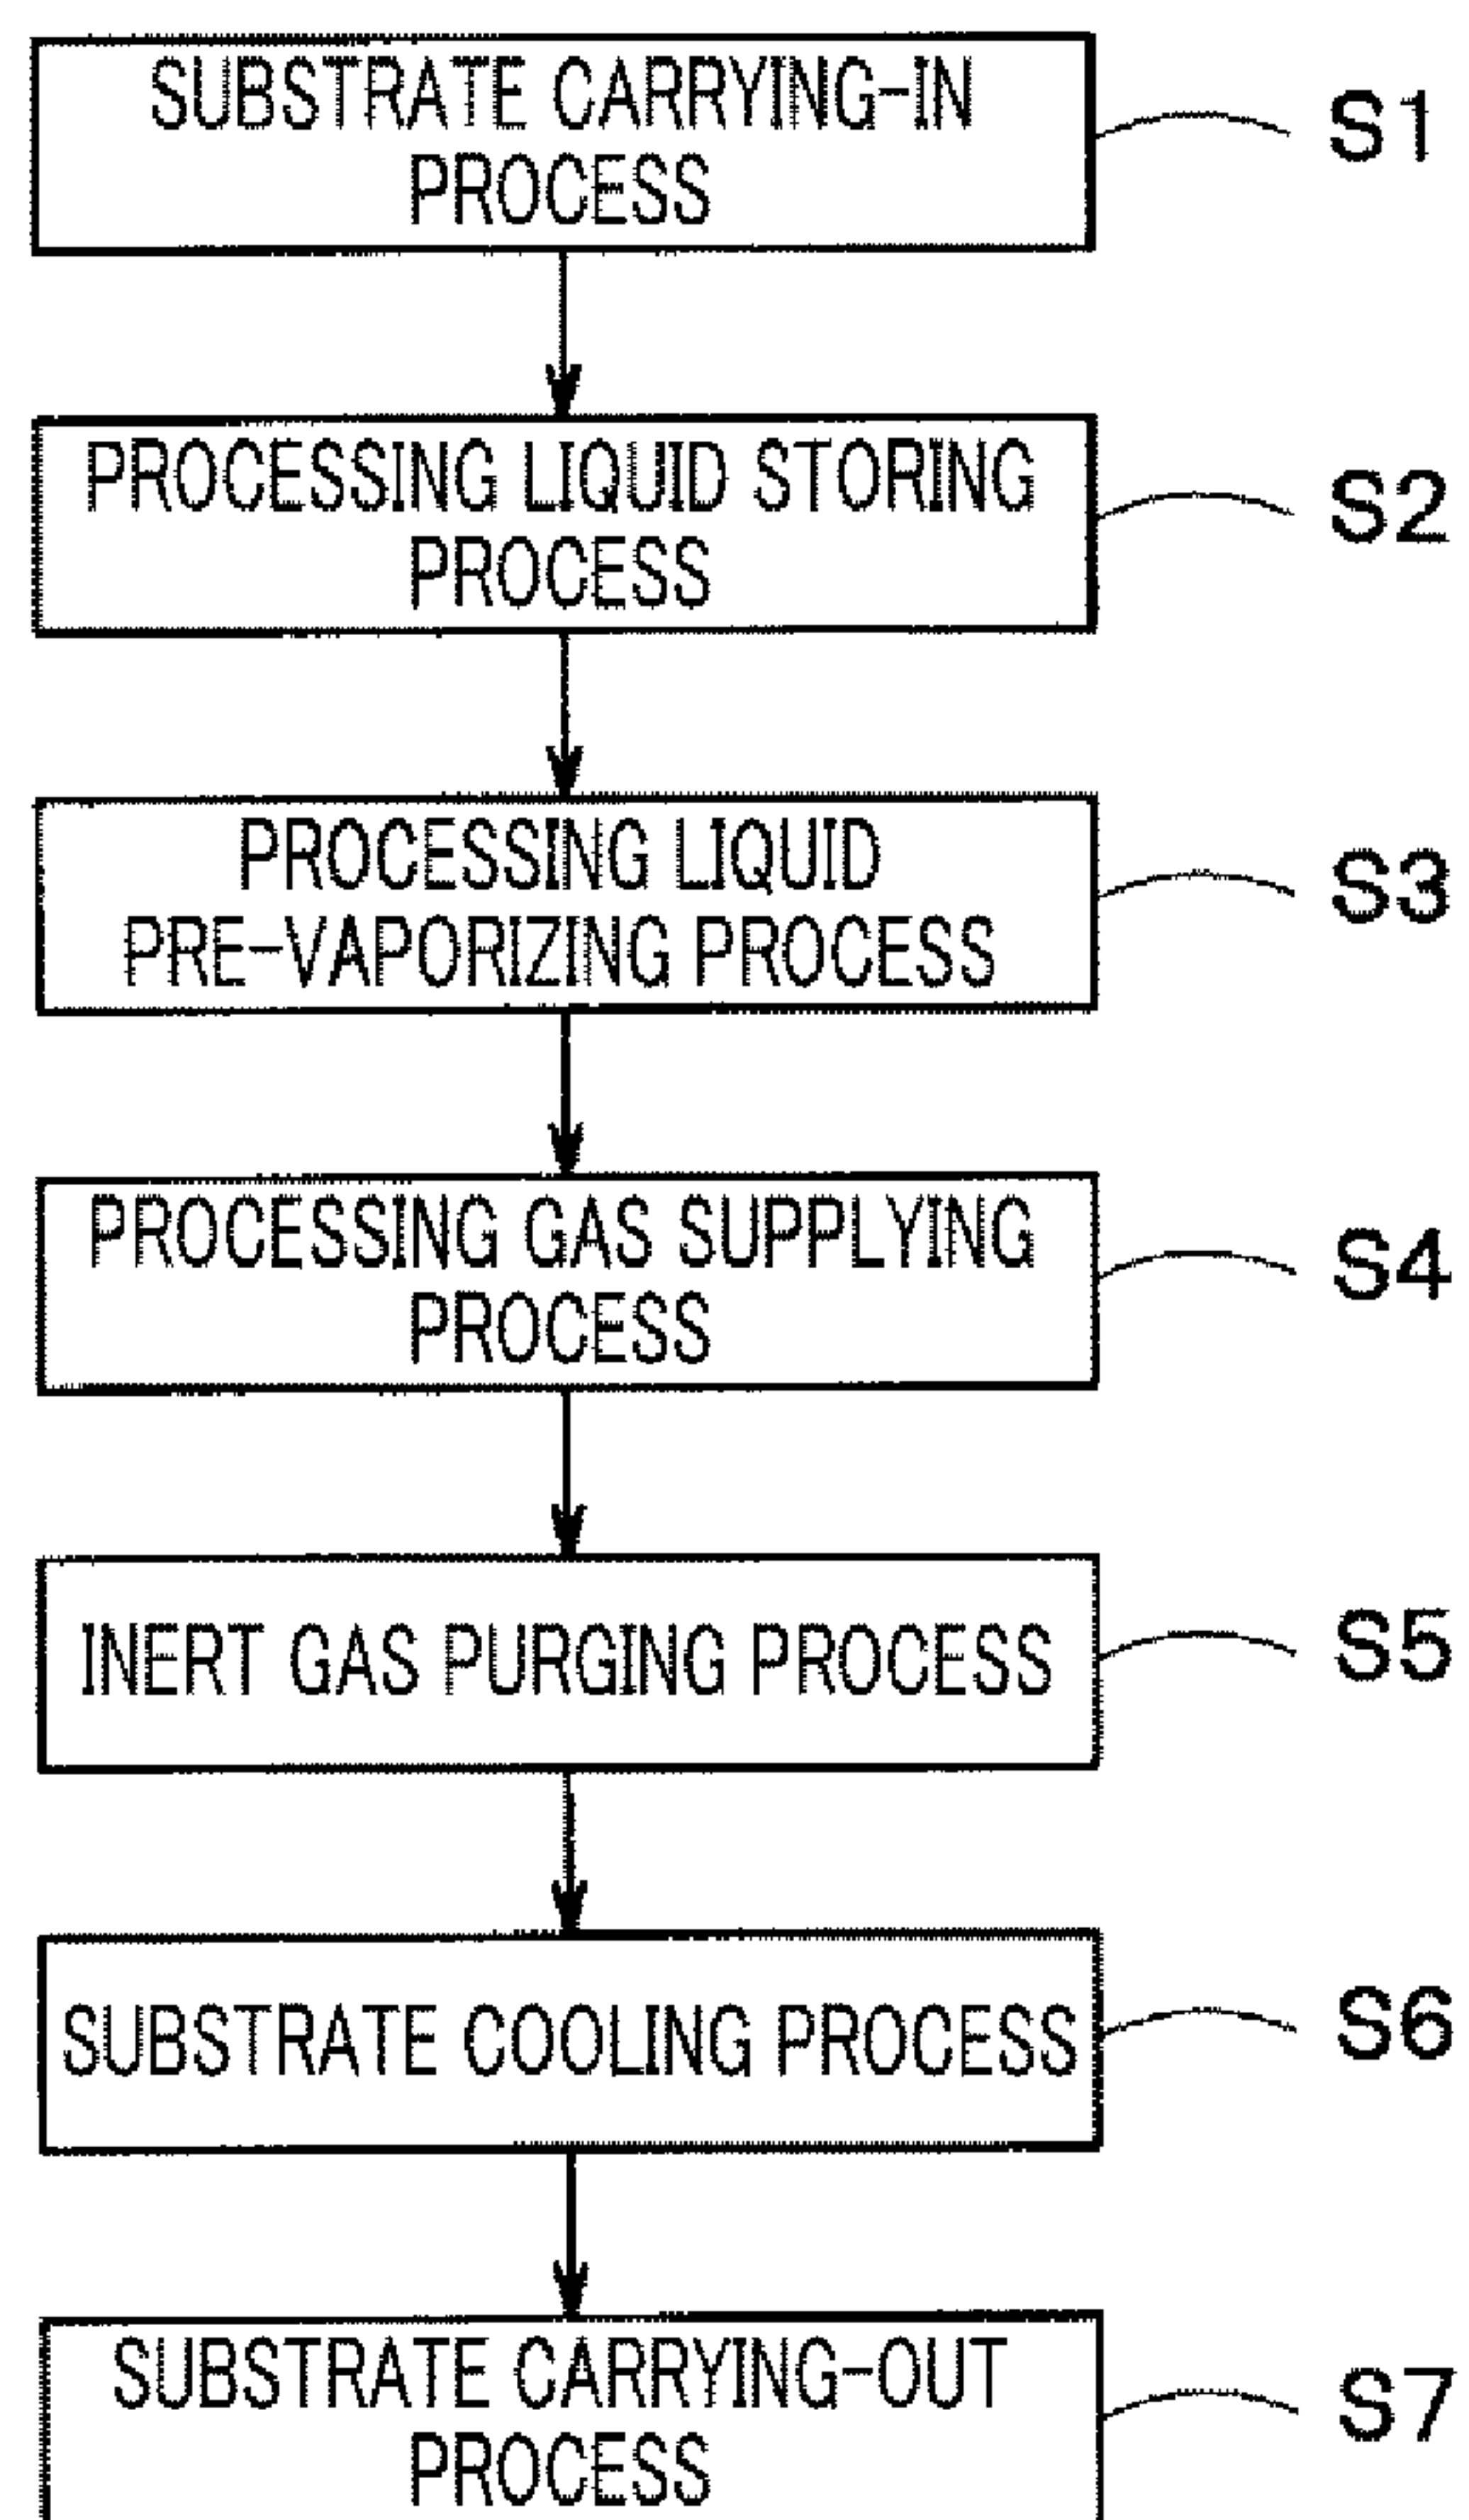 SUBSTRATE CARRYING-IN
PROCESS
S1
PROCESSING LIQUID STORING
PROCESS
S2
PROCESSING LIQUID
PRE-VAPORIZING PROCESS
S3
PROCESSING GAS SUPPLYING
PROCESS
S4
INERT GAS PURGING PROCESS
S5
SUBSTRATE COOLING PROCESS
S6
SUBSTRATE CARRYING-OUT
PROCESS
S7